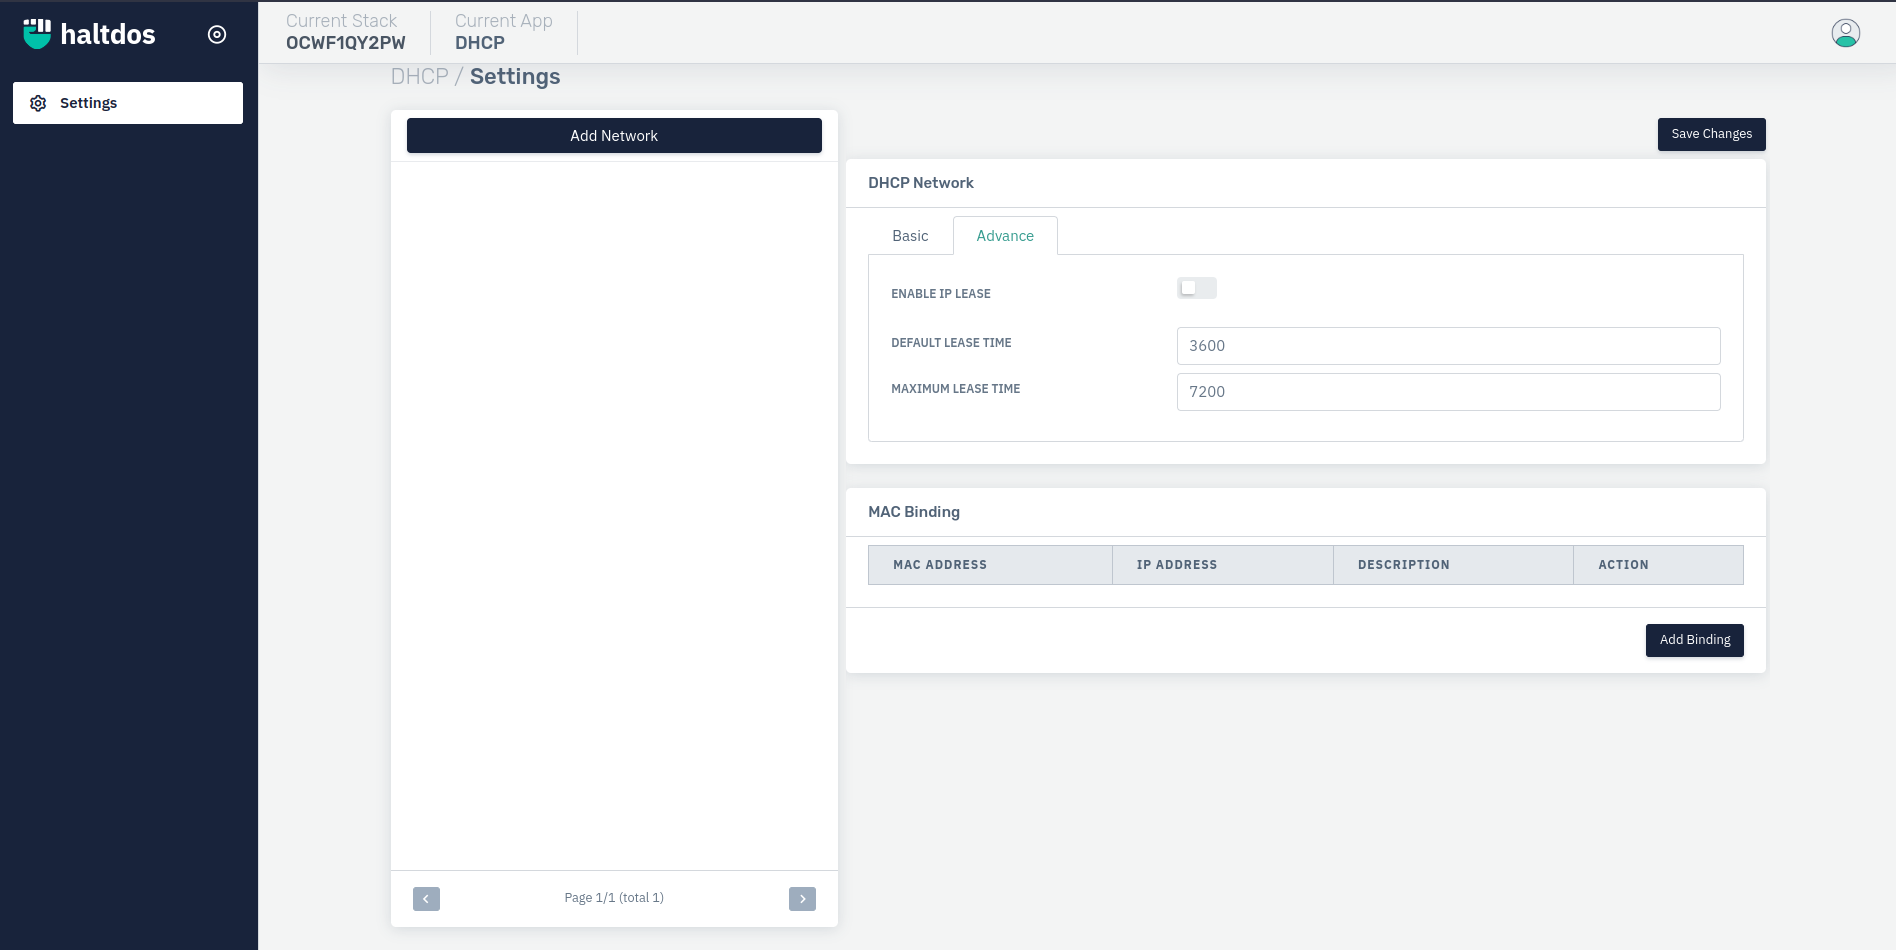 haltdos
Settings
Current Stack
OCWF1QY2PW
Current App
DHCP
DHCP / Settings
Add Network
Page 1/1 (total 1)
Save Changes
DHCP Network
Basic
Advance
ENABLE IP LEASE
DEFAULT LEASE TIME
3600
MAXIMUM LEASE TIME
7200
MAC Binding
MAC ADDRESS
IP ADDRESS
DESCRIPTION
ACTION
Add Binding